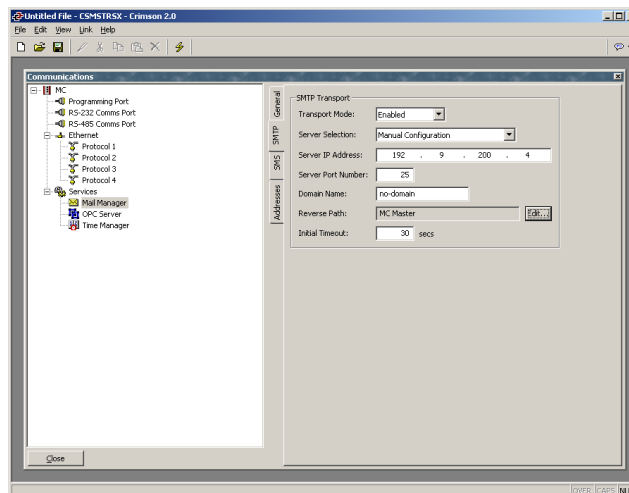 Untitled File - CSMSTRSX - Crimson 2.0
File Edit View Link Help
Communications
MC
Programming Port
RS-232 Comms Port
RS-485 Comms Port
Ethernet
Protocol 1
Protocol 2
Protocol 3
Protocol 4
Services
Mail Manager
OPC Server
Time Manager
General
SMTP
SMS
Addresses
SMTP Transport
Transport Mode: Enabled
Server Selection: Manual Configuration
Server IP Address: 192 . 9 . 200 . 4
Server Port Number: 25
Domain Name: no-domain
Reverse Path: MC Master Edit...
Initial Timeout: 30 secs
Close
OVER CAPS NU